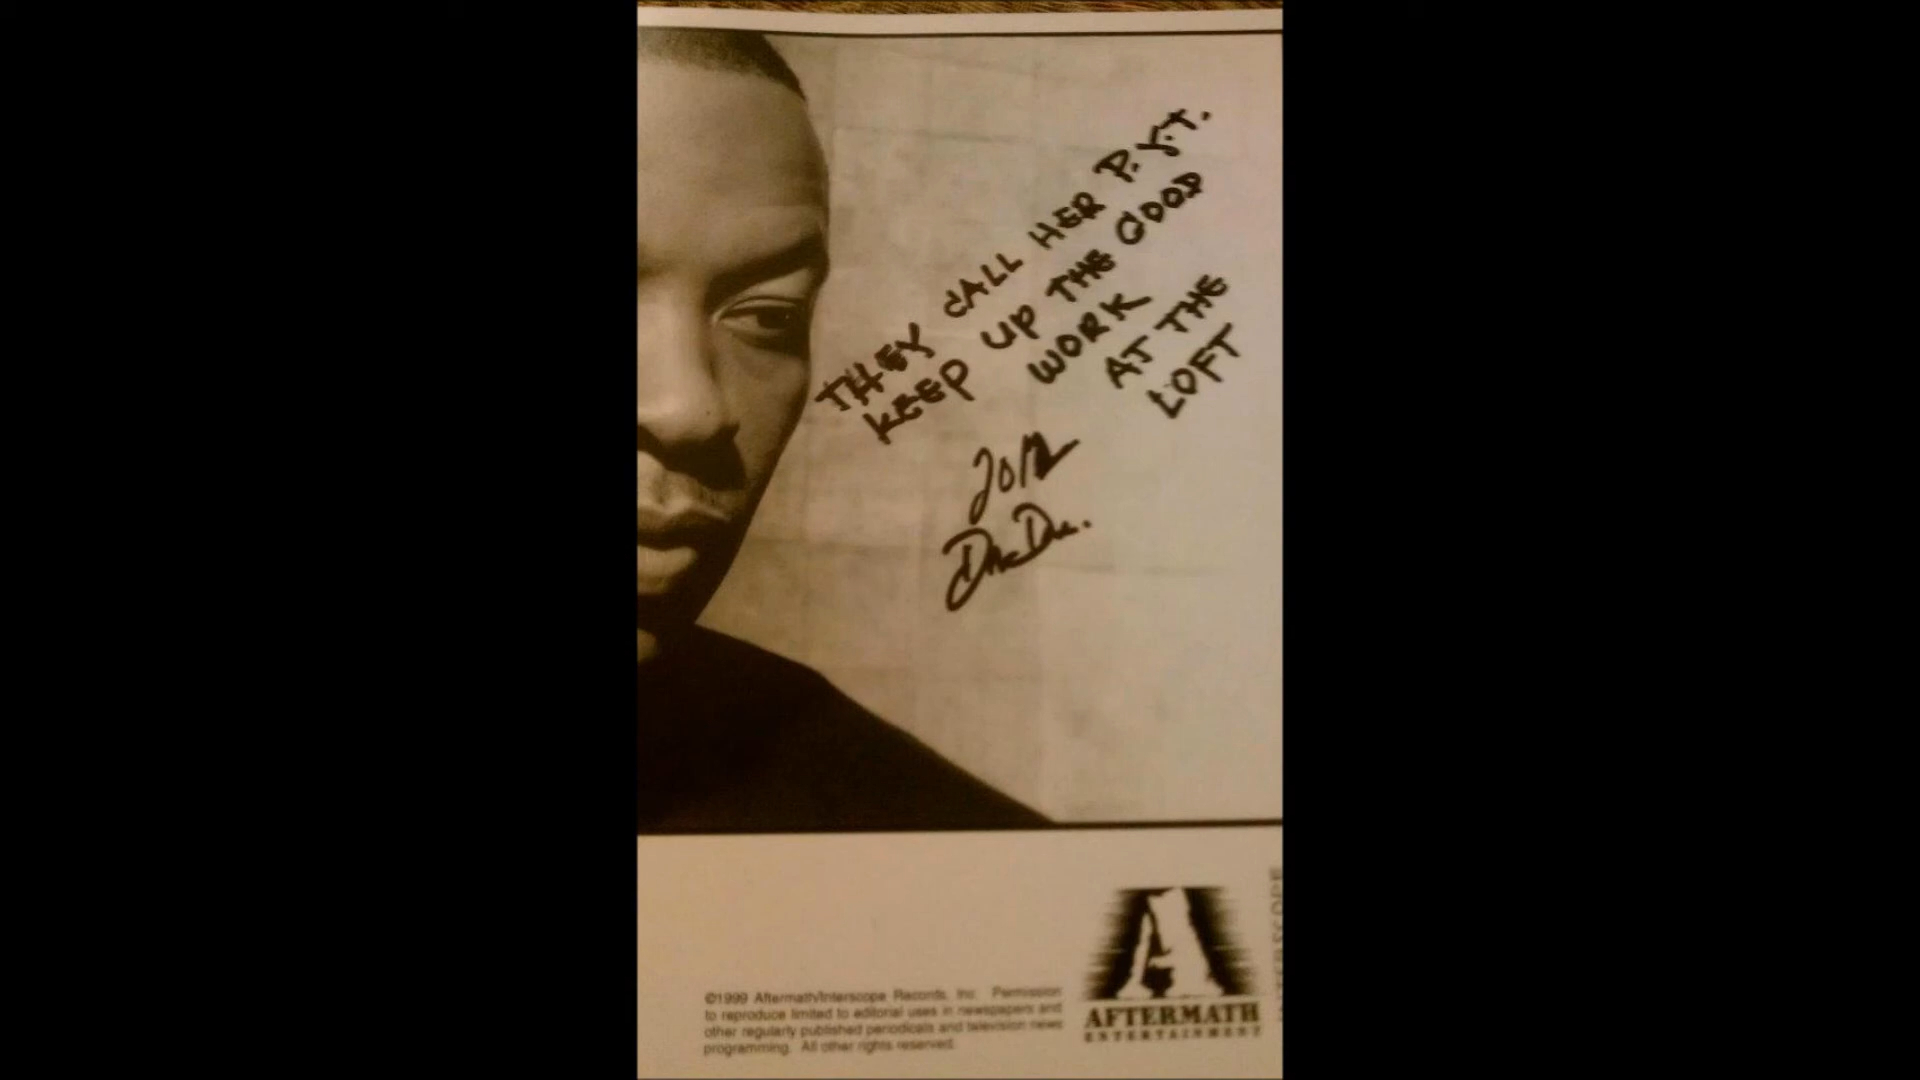 THEY CALL HER P.Y.T.
KEEP UP THE GOOD
WORK
AT THE
LOFT
Dr. Dre.
©1999 Aftermath/Interscope Records, Inc. Permission
to reproduce limited to editorial uses in newspapers and
other regularly published periodicals and television news
programming. All other rights reserved.
A
AFTERMATH
ENTERTAINMENT
INTERSCOPE